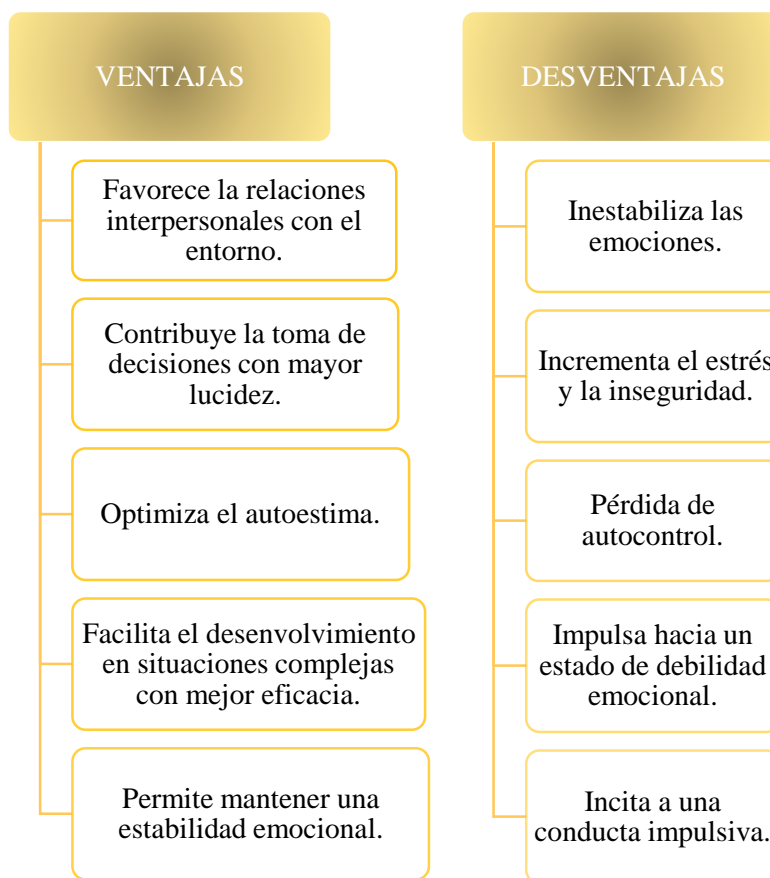 VENTAJAS
Favorece la relaciones
interpersonales con el
entorno.
Contribuye la toma de
decisiones con mayor
lucidez.
Optimiza el autoestima.
Facilita el desenvolvimiento
en situaciones complejas
con mejor eficacia.
Permite mantener una
estabilidad emocional.
DESVENTAJAS
Inestabiliza las
emociones.
Incrementa el estrés
y la inseguridad.
Pérdida de
autocontrol.
Impulsa hacia un
estado de debilidad
emocional.
Incita a una
conducta impulsiva.